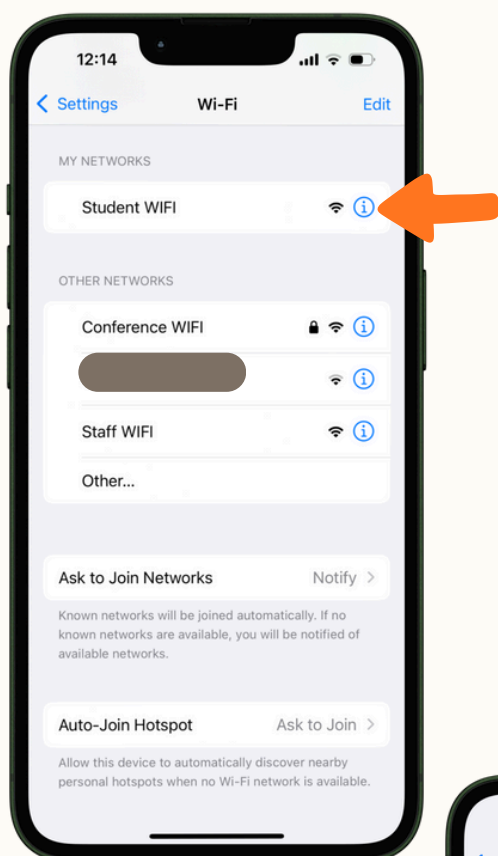 12:14
Settings Wi-Fi Edit
MY NETWORKS
Student WIFI
OTHER NETWORKS
Conference WIFI
Staff WIFI
Other...
Ask to Join Networks Notify
Known networks will be joined automatically. If no
known networks are available, you will be notified of
available networks.
Auto-Join Hotspot Ask to Join
Allow this device to automatically discover nearby
personal hotspots when no Wi-Fi network is available.